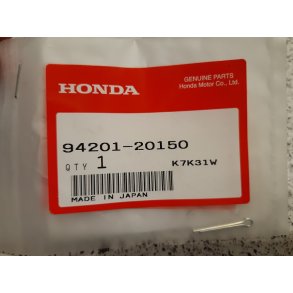 HONDA
GENUINE PARTS
Honda Motor Co., Ltd.
94201-20150
QTY 1
K7K31W
MADE IN JAPAN